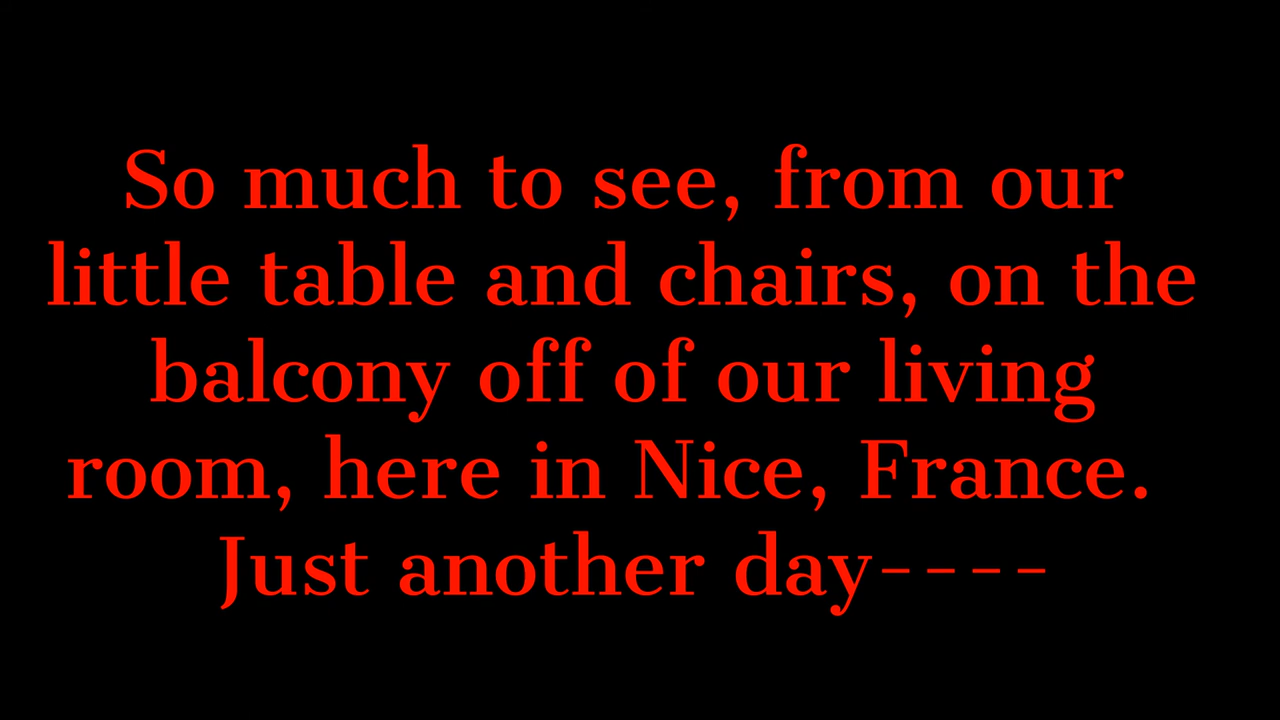 So much to see, from our
little table and chairs, on the
balcony off of our living
room, here in Nice, France.
Just another day----